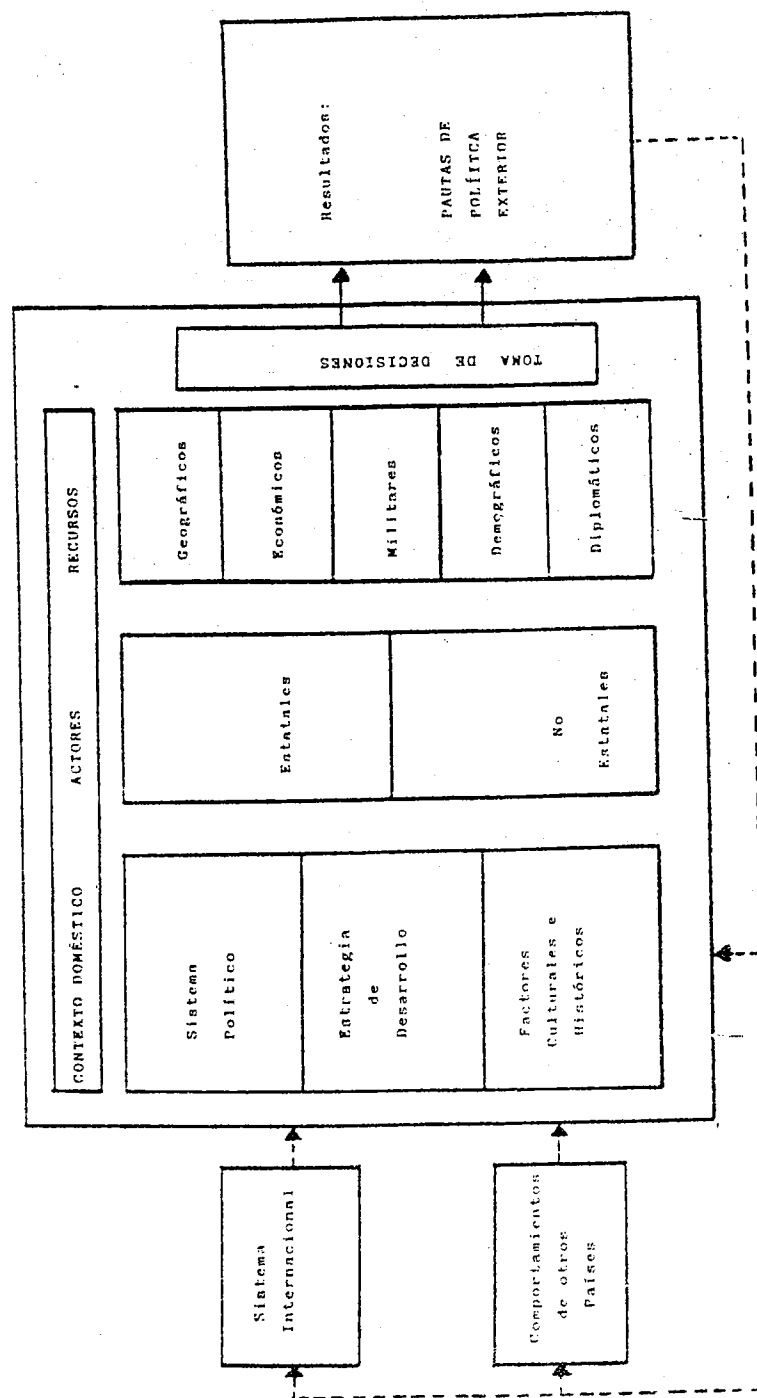 CONTEXTO DOMÉSTICO
ACTORES
RECURSOS
Sistema
Internacional
Comportamientos
de otros
Países
Sistema
Político
Estrategia
de
Desarrollo
Factores
Culturales e
Históricos
Estatales
No
Estatales
Geográficos
Económicos
Militares
Demográficos
Diplomáticos
TOMA DE DECISIONES
Resultados:
PAUTAS DE
POLÍITCA
EXTERIOR